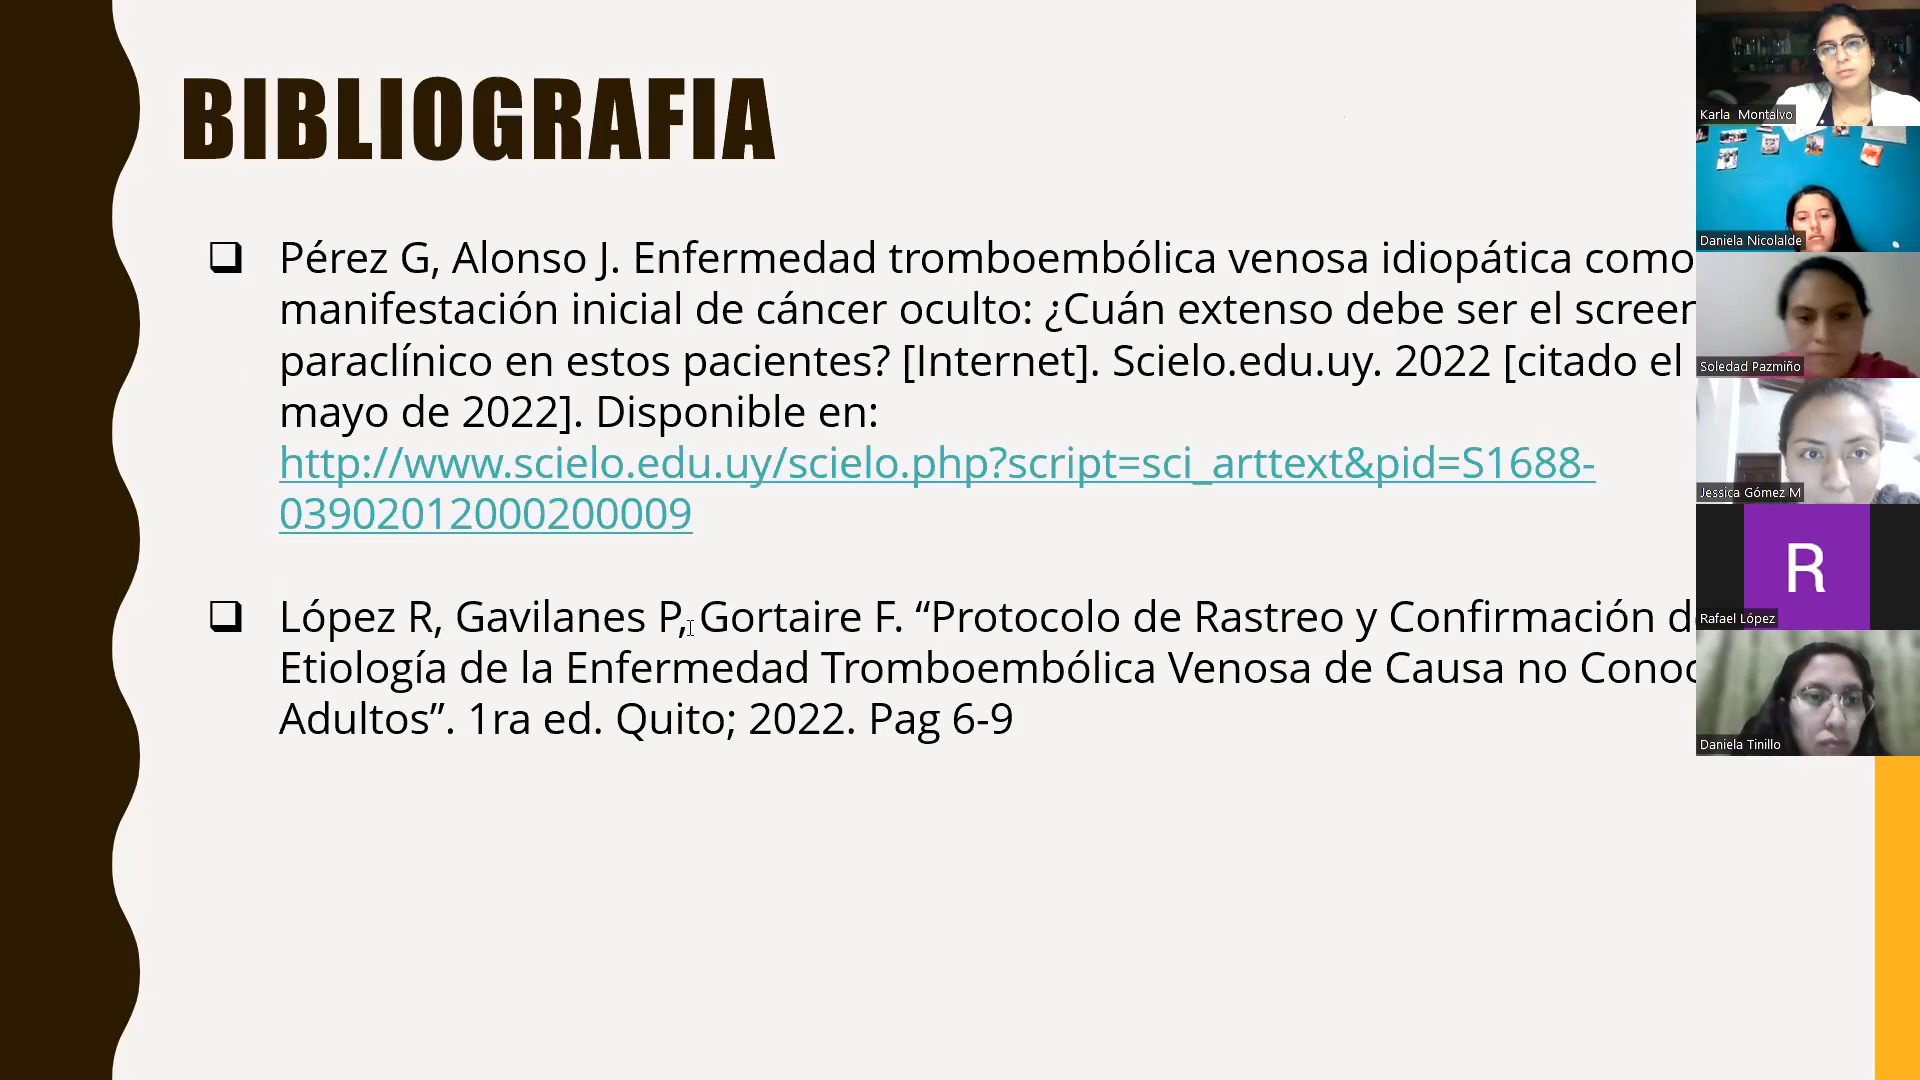 BIBLIOGRAFIA
Pérez G, Alonso J. Enfermedad tromboembólica venosa idiopática como
manifestación inicial de cáncer oculto: ¿Cuán extenso debe ser el
paraclínico en estos pacientes? [Internet]. Scielo.edu.uy. 2022 [citado el
mayo de 2022]. Disponible en:
http://www.scielo.edu.uy/scielo.php?script=sci_arttext&pid=S1688-
03902012000200009
López R, Gavilanes P, Gortaire F. “Protocolo de Rastreo y Confirmación
Etiología de la Enfermedad Tromboembólica Venosa de Causa no
Adultos”. 1ra ed. Quito; 2022. Pag 6-9
Karla Montalvo
Daniela Nicolalde
Soledad Pazmiño
Jessica Gómez M
R
Rafael López
Daniela Tinillo